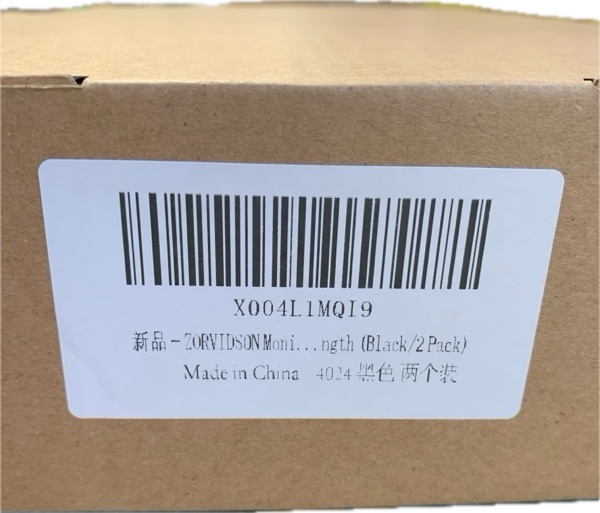 X004L1MQI9
新品-ZORVIDSON Moni...ngth (Black/2 Pack)
Made in China 4024 黑色 两个装